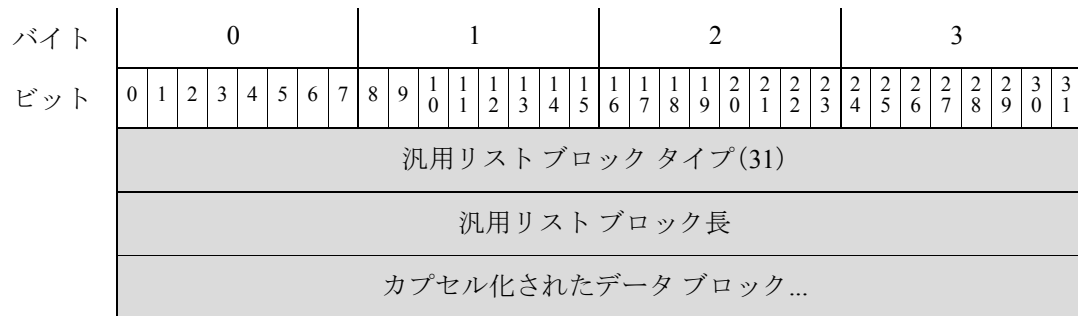 バイト 0 1 2 3
ビット 0 1 2 3 4 5 6 7 8 9 10 11 12 13 14 15 16 17 18 19 20 21 22 23 24 25 26 27 28 29 30 31
汎用リスト ブロック タイプ(31)
汎用リスト ブロック長
カプセル化されたデータ ブロック...